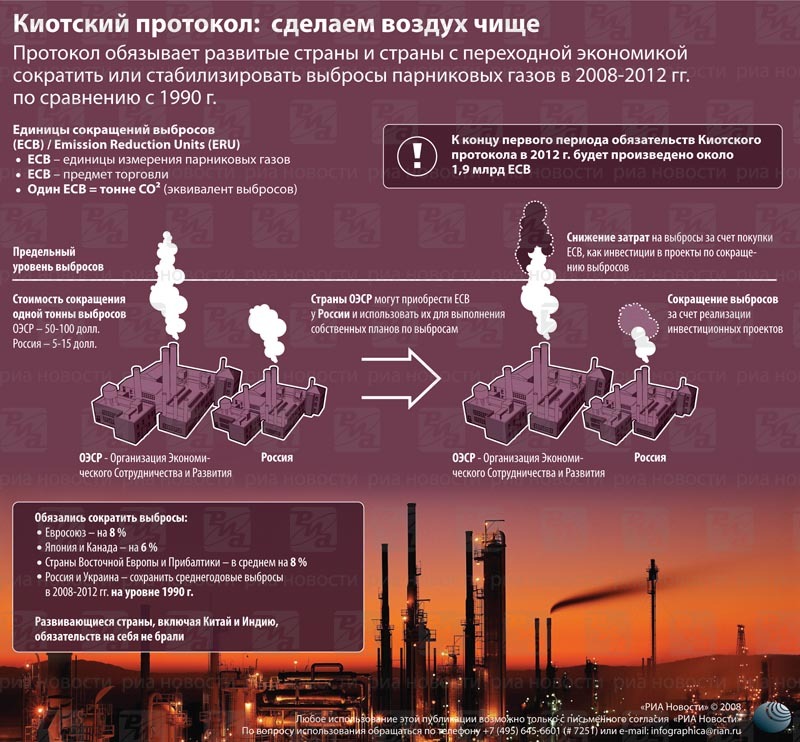 Киотский протокол: сделаем воздух чище
Протокол обязывает развитые страны и страны с переходной экономикой
сократить или стабилизировать выбросы парниковых газов в 2008-2012 гг.
по сравнению с 1990 г.
Единицы сокращений выбросов
(ЕСВ) / Emission Reduction Units (ERU)
• ЕСВ – единицы измерения парниковых газов
• ЕСВ – предмет торговли
• Один ЕСВ = тонне CO² (эквивалент выбросов)
!
К концу первого периода обязательств Киотского
протокола в 2012 г. будет произведено около
1,9 млрд ЕСВ
Предельный
уровень выбросов
Стоимость сокращения
одной тонны выбросов
ОЭСР – 50-100 долл.
Россия – 5-15 долл.
Страны ОЭСР могут приобрести ЕСВ
у России и использовать их для выполнения
собственных планов по выбросам
Снижение затрат на выбросы за счет покупки
ЕСВ, как инвестиции в проекты по сокраще-
нию выбросов
Сокращение выбросов
за счет реализации
инвестиционных проектов
ОЭСР - Организация Экономи-
ческого Сотрудничества и Развития
Россия
ОЭСР - Организация Экономи-
ческого Сотрудничества и Развития
Россия
Обязались сократить выбросы:
• Евросоюз – на 8 %
• Япония и Канада – на 6 %
• Страны Восточной Европы и Прибалтики – в среднем на 8 %
• Россия и Украина – сохранить среднегодовые выбросы
в 2008-2012 гг. на уровне 1990 г.
Развивающиеся страны, включая Китай и Индию,
обязательств на себя не брали
«РИА Новости» © 2008
Любое использование этой публикации возможно только с письменного согласия «РИА Новости»
По вопросу использования обращаться по телефону +7 (495) 645-6601 (# 7251) или e-mail: infographica@rian.ru